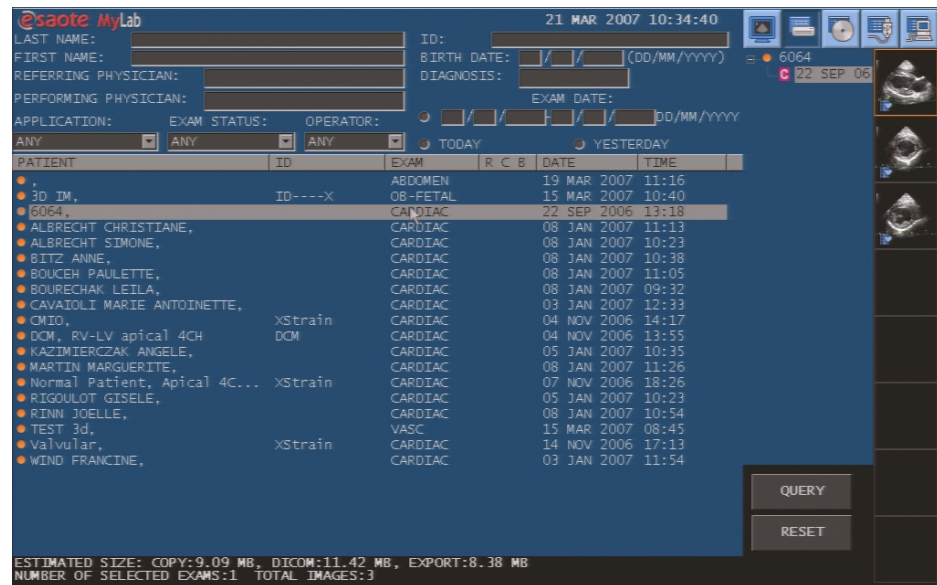 esaote MyLab 21 MAR 2007 10:34:40
LAST NAME: ID:
FIRST NAME: BIRTH DATE: / / (DD/MM/YYYY)
REFERRING PHYSICIAN: DIAGNOSIS:
PERFORMING PHYSICIAN: EXAM DATE:
/ / - / / DD/MM/YYYY
APPLICATION: EXAM STATUS: OPERATOR:
ANY ANY ANY TODAY YESTERDAY
PATIENT ID EXAM R C B DATE TIME
, ABDOMEN 19 MAR 2007 11:16
3D IM, ID----X OB-FETAL 15 MAR 2007 10:40
6064, CARDIAC 22 SEP 2006 13:18
ALBRECHT CHRISTIANE, CARDIAC 08 JAN 2007 11:13
ALBRECHT SIMONE, CARDIAC 08 JAN 2007 10:23
BITZ ANNE, CARDIAC 08 JAN 2007 10:38
BOUCEH PAULETTE, CARDIAC 08 JAN 2007 11:05
BOURECHAK LEILA, CARDIAC 08 JAN 2007 09:32
CAVAIOLI MARIE ANTOINETTE, CARDIAC 03 JAN 2007 12:33
CMIO, XStrain CARDIAC 04 NOV 2006 14:17
DCM, RV-LV apical 4CH DCM CARDIAC 04 NOV 2006 13:55
KAZIMIERCZAK ANGELE, CARDIAC 05 JAN 2007 10:35
MARTIN MARGUERITE, CARDIAC 08 JAN 2007 11:26
Normal Patient, Apical 4C... XStrain CARDIAC 07 NOV 2006 18:26
RIGOULOT GISELE, CARDIAC 05 JAN 2007 10:23
RINN JOELLE, CARDIAC 08 JAN 2007 10:54
TEST 3d, VASC 15 MAR 2007 08:45
Valvular, XStrain CARDIAC 14 NOV 2006 17:13
WIND FRANCINE, CARDIAC 03 JAN 2007 11:54
6064
C 22 SEP 06
QUERY
RESET
ESTIMATED SIZE: COPY:9.09 MB, DICOM:11.42 MB, EXPORT:8.38 MB
NUMBER OF SELECTED EXAMS:1 TOTAL IMAGES:3